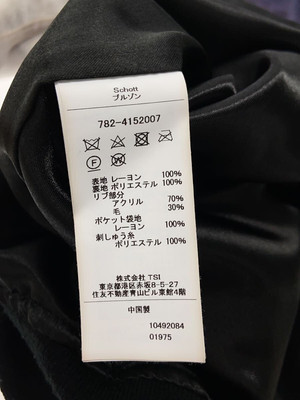 Schott
ブルゾン
782-4152007
F W
表地 レーヨン 100%
裏地 ポリエステル 100%
リブ部分
アクリル 70%
毛 30%
ポケット袋地
レーヨン 100%
刺しゅう糸
ポリエステル 100%
株式会社 TSI
東京都港区赤坂8-5-27
住友不動産青山ビル東館4階
中国製
10492084
01975